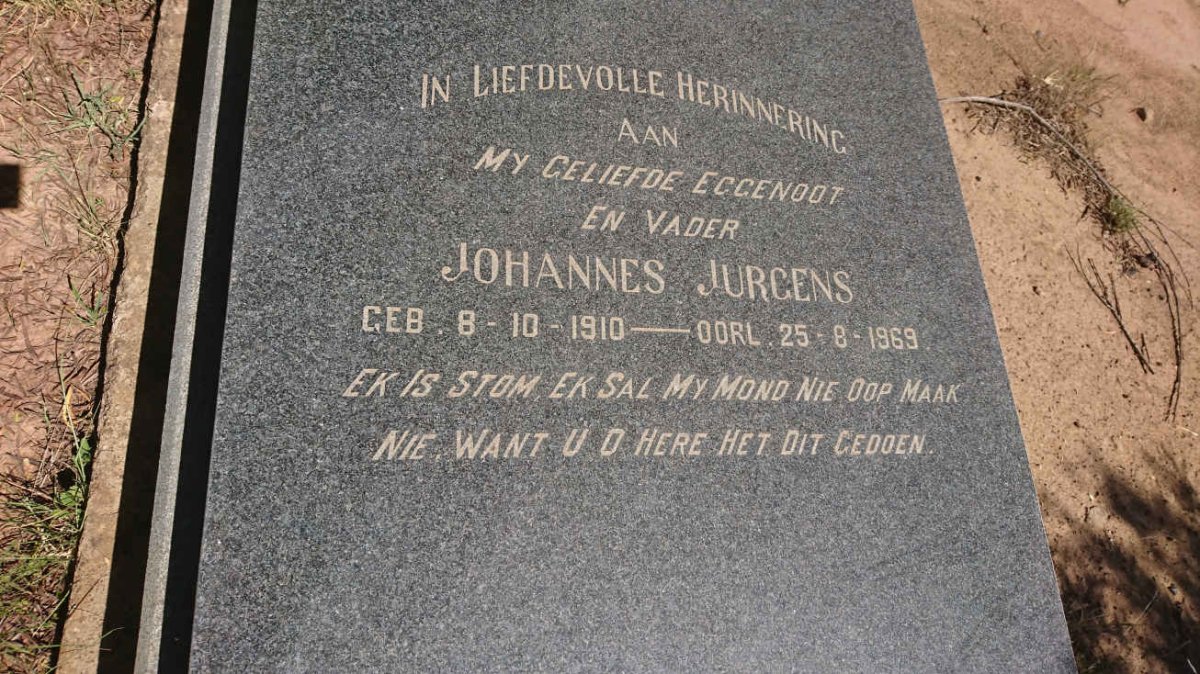 In Liefdevolle Herinnering
Aan
My Geliefde Eggenoot
En Vader
Johannes Jurgens
Geb. 8-10-1910 — Oorl. 25-8-1969.
Ek Is Stom, Ek Sal My Mond Nie Oop Maak
Nie, Want U O Here Het Dit Gedoen.